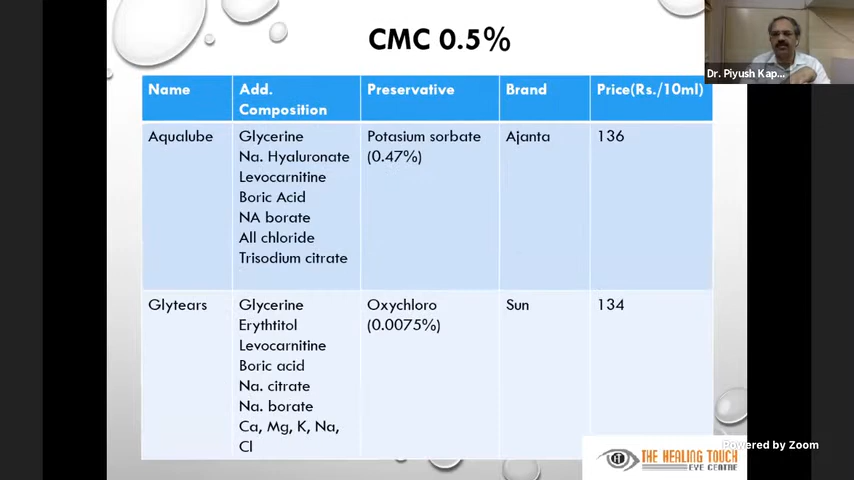 CMC 0.5%
Dr. Piyush Kap...
Name Add. Composition Preservative Brand Price(Rs./10ml)
Aqualube Glycerine Potasium sorbate Ajanta 136
Na. Hyaluronate (0.47%)
Levocarnitine
Boric Acid
NA borate
All chloride
Trisodium citrate
Glytears Glycerine Oxychloro Sun 134
Erythtitol (0.0075%)
Levocarnitine
Boric acid
Na. citrate
Na. borate
Ca, Mg, K, Na,
Cl
Powered by Zoom
THE HEALING TOUCH
EYE CENTRE